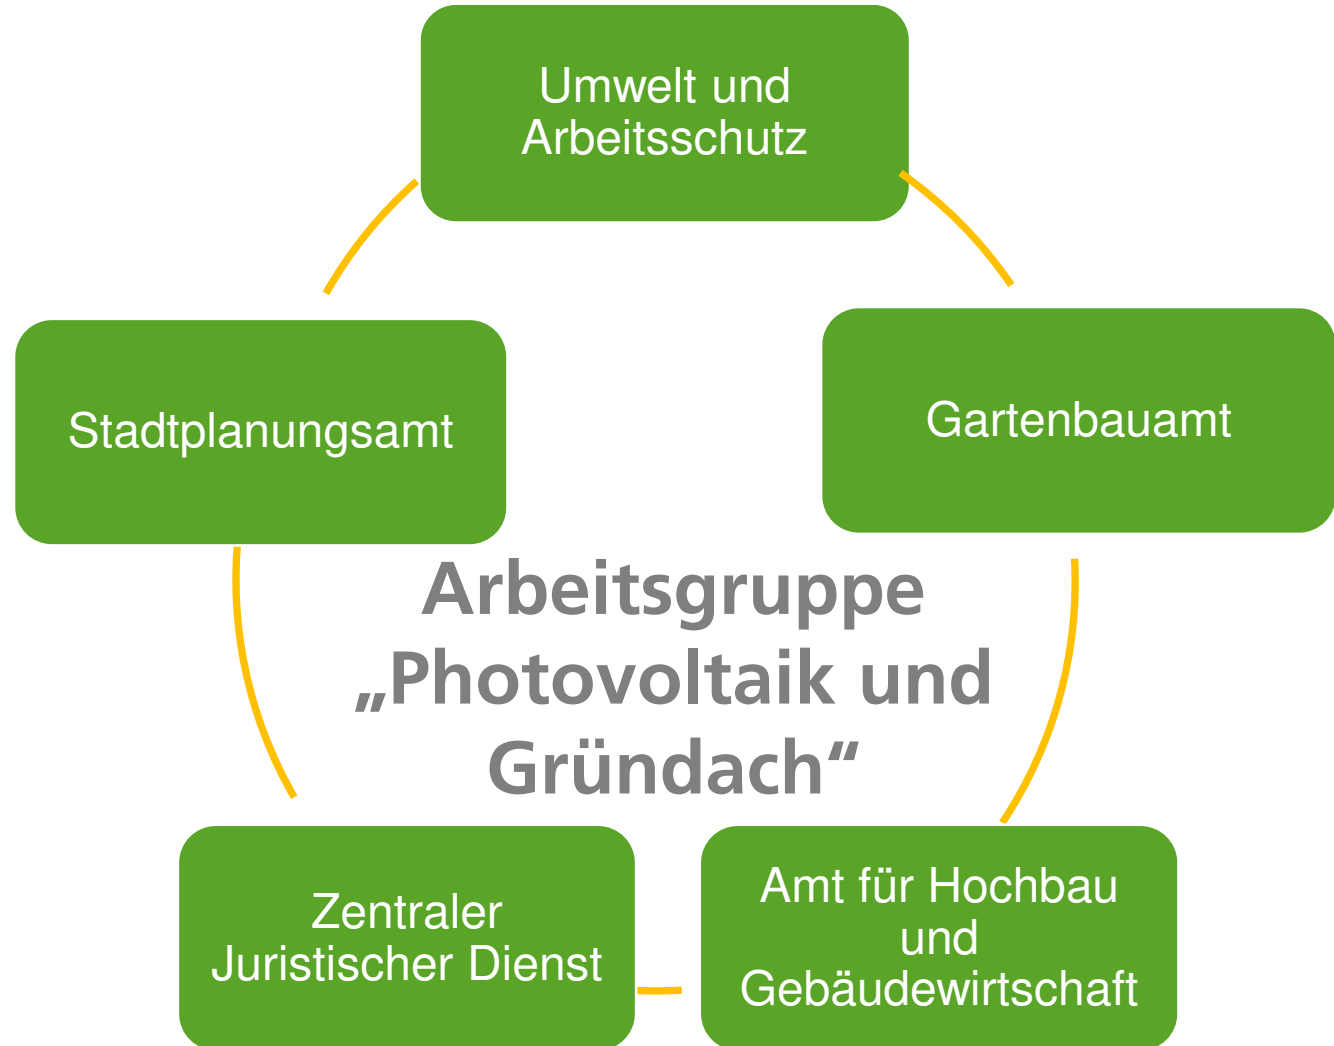 Umwelt und
Arbeitsschutz
Stadtplanungsamt
Gartenbauamt
Arbeitsgruppe
„Photovoltaik und
Gründach“
Zentraler
Juristischer Dienst
Amt für Hochbau
und
Gebäudewirtschaft